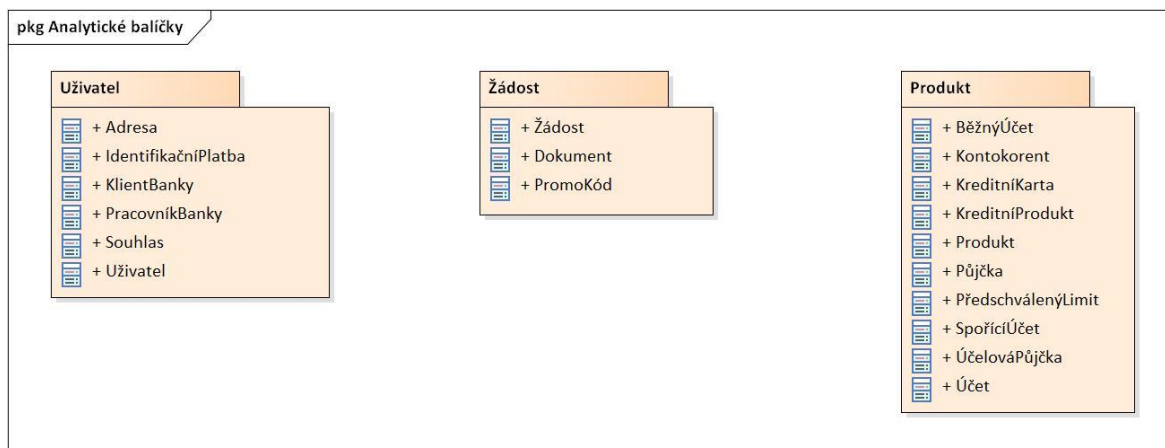 pkg Analytické balíčky
Uživatel
+ Adresa
+ IdentifikačníPlatba
+ KlientBanky
+ PracovníkBanky
+ Souhlas
+ Uživatel
Žádost
+ Žádost
+ Dokument
+ PromoKód
Produkt
+ BěžnýÚčet
+ Kontokorent
+ KreditníKarta
+ KreditníProdukt
+ Produkt
+ Půjčka
+ PředschválenýLimit
+ SpořícíÚčet
+ ÚčelováPůjčka
+ Účet